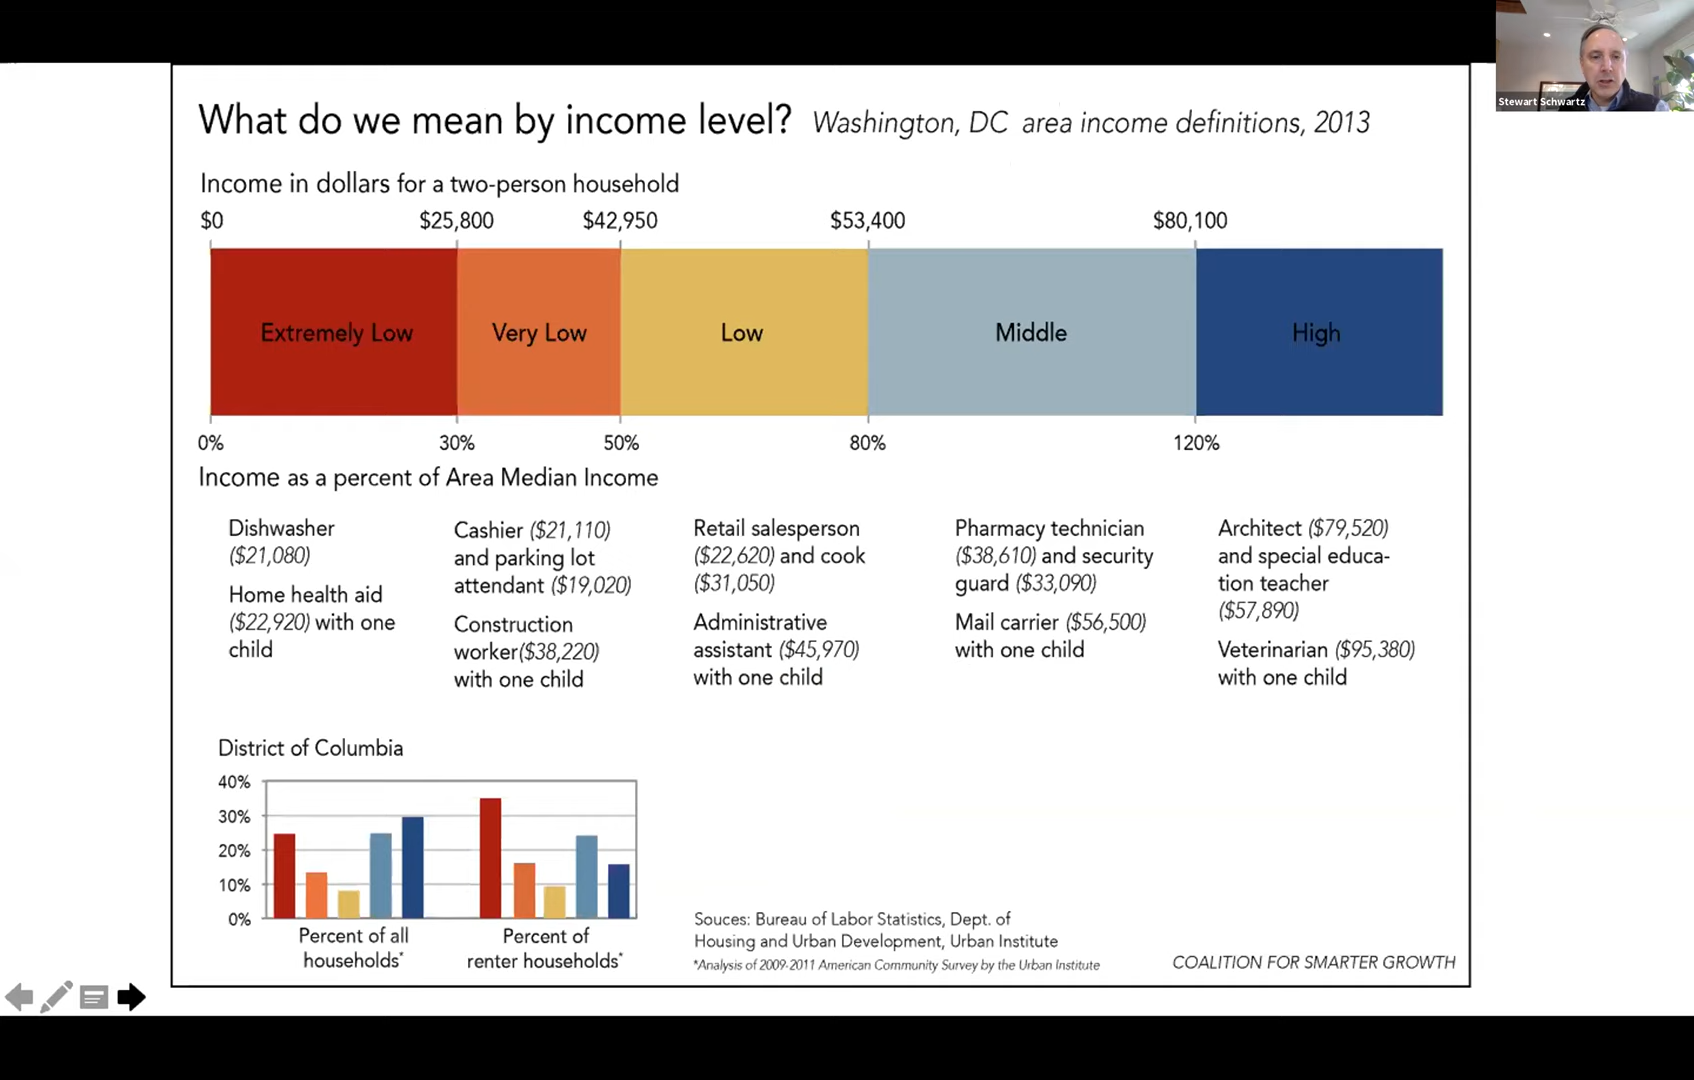 Stewart Schwartz
What do we mean by income level? Washington, DC area income definitions, 2013
Income in dollars for a two-person household
$0 $25,800 $42,950 $53,400 $80,100
Extremely Low Very Low Low Middle High
0% 30% 50% 80% 120%
Income as a percent of Area Median Income
Dishwasher
($21,080)
Home health aid
($22,920) with one
child
Cashier ($21,110)
and parking lot
attendant ($19,020)
Construction
worker($38,220)
with one child
Retail salesperson
($22,620) and cook
($31,050)
Administrative
assistant ($45,970)
with one child
Pharmacy technician
($38,610) and security
guard ($33,090)
Mail carrier ($56,500)
with one child
Architect ($79,520)
and special educa-
tion teacher
($57,890)
Veterinarian ($95,380)
with one child
District of Columbia
40%
30%
20%
10%
0%
Percent of all
households*
Percent of
renter households*
Souces: Bureau of Labor Statistics, Dept. of
Housing and Urban Development, Urban Institute
*Analysis of 2009-2011 American Community Survey by the Urban Institute
COALITION FOR SMARTER GROWTH